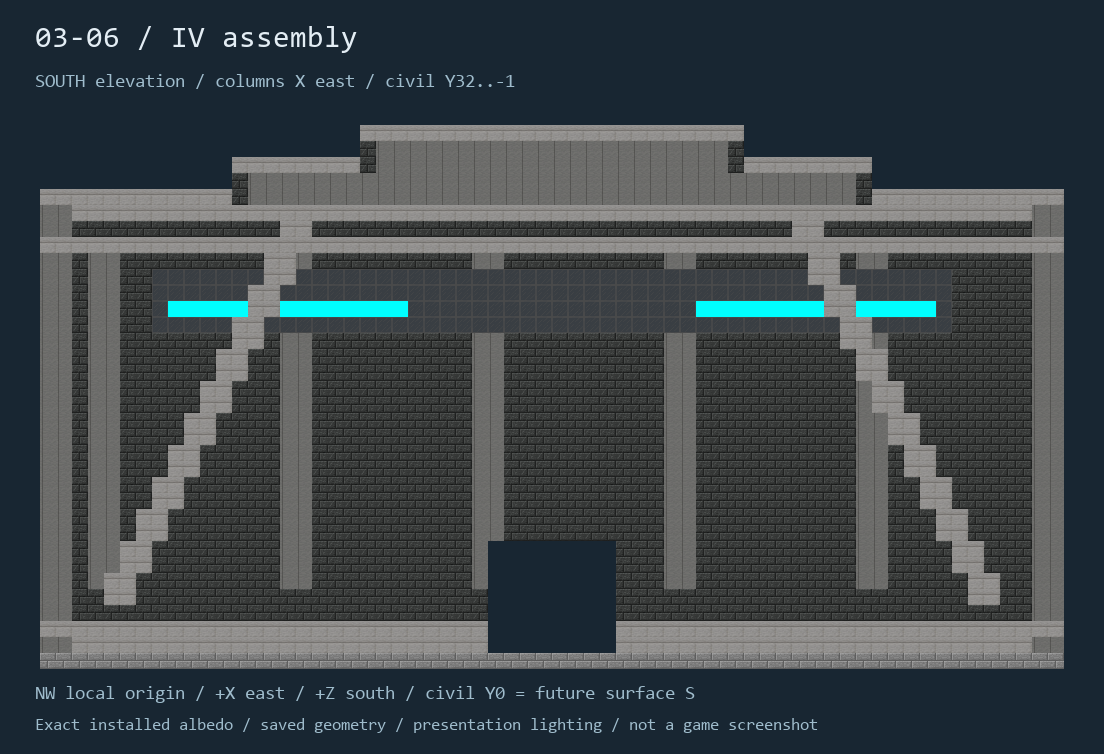 03-06 / IV assembly
SOUTH elevation / columns X east / civil Y32..-1
NW local origin / +X east / +Z south / civil Y0 = future surface S
Exact installed albedo / saved geometry / presentation lighting / not a game screenshot